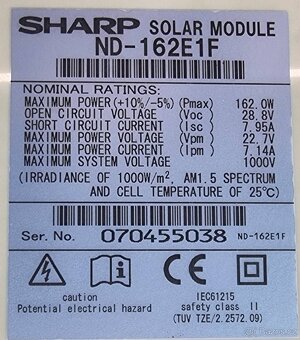 SHARP SOLAR MODULE
ND-162E1F
NOMINAL RATINGS:
MAXIMUM POWER (+10%/-5%) (Pmax) 162.0W
OPEN CIRCUIT VOLTAGE (Voc) 28.8V
SHORT CIRCUIT CURRENT (Isc) 7.95A
MAXIMUM POWER VOLTAGE (Vpm) 22.7V
MAXIMUM POWER CURRENT (Ipm) 7.14A
MAXIMUM SYSTEM VOLTAGE 1000V
(IRRADIANCE OF 1000W/m², AM1.5 SPECTRUM
AND CELL TEMPERATURE OF 25°C)
Ser. No. 070455038 ND-162E1F
caution
Potential electrical hazard
IEC61215
safety class II
(TUV TZE/2.2572.09)